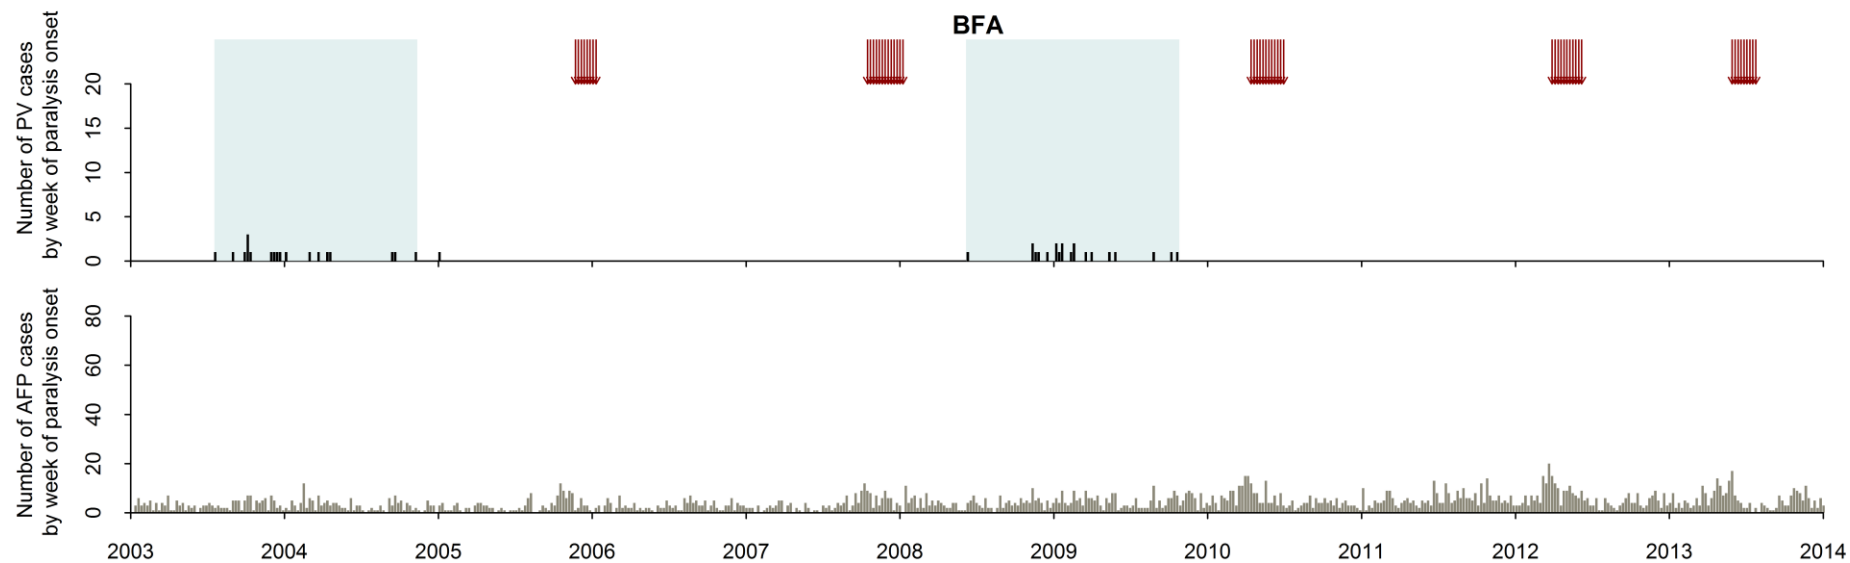 BFA
Number of PV cases
by week of paralysis onset
20
15
10
5
0
Number of AFP cases
by week of paralysis onset
80
60
40
20
0
2003 2004 2005 2006 2007 2008 2009 2010 2011 2012 2013 2014